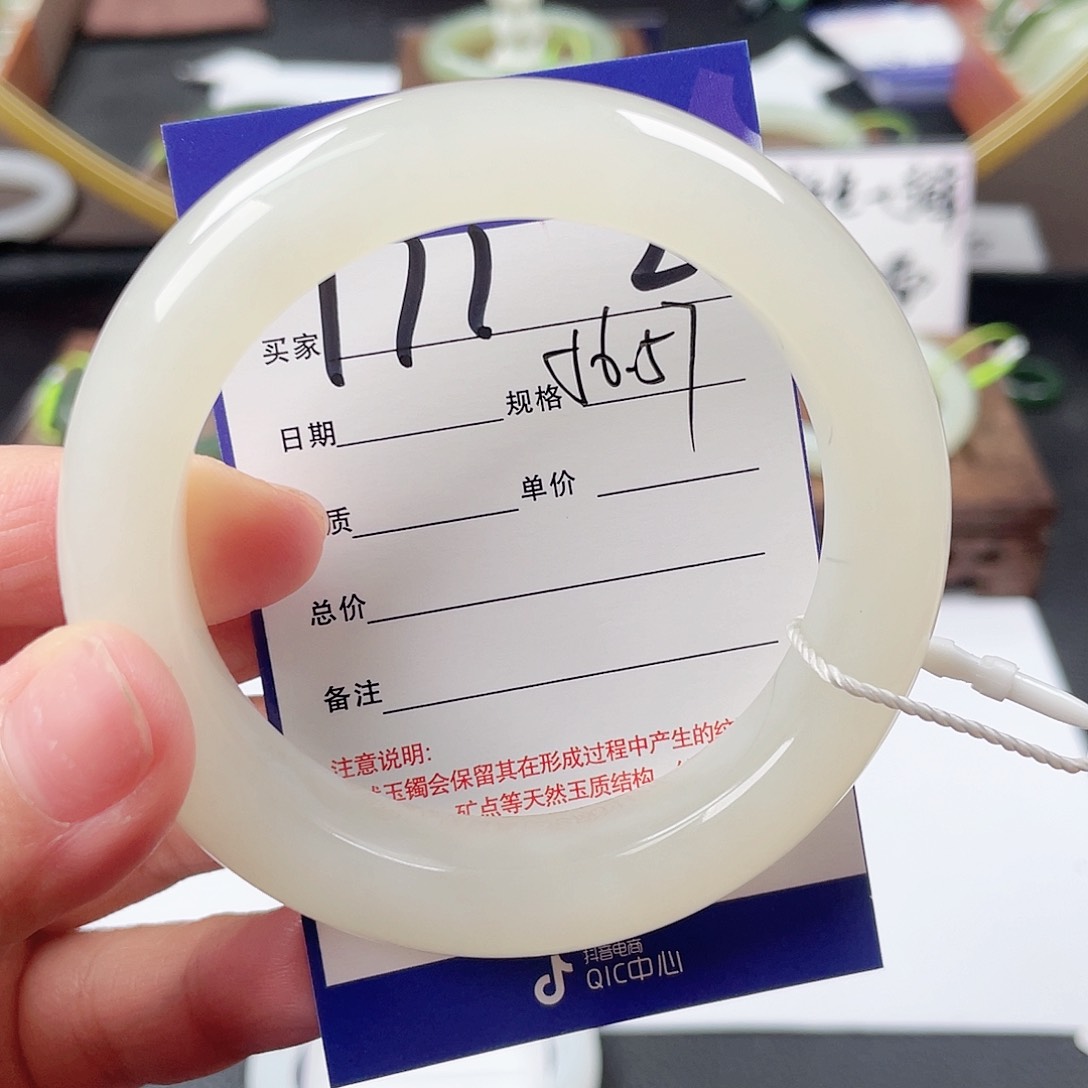 买家
日期 规格 56.57
质 单价
总价
备注
注意说明:
玉镯会保留其在形成过程中产生的纹
矿点等天然玉质结构
抖音电商
QIC中心